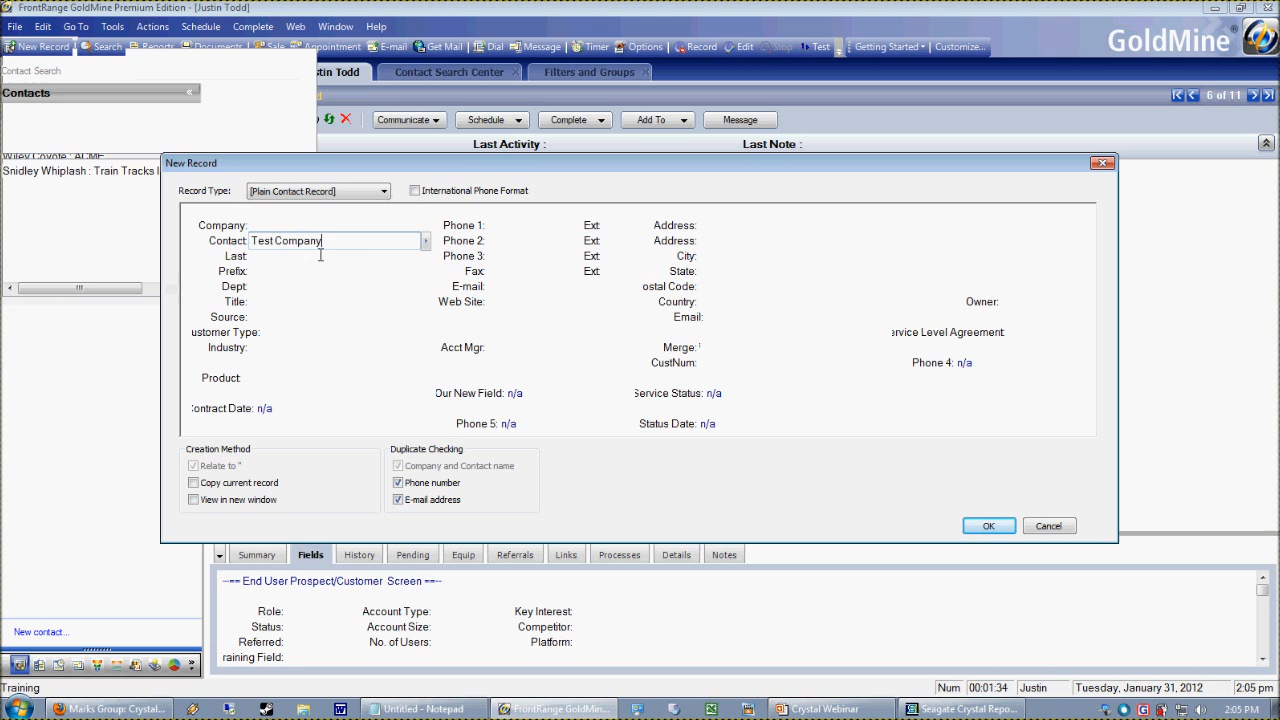 FrontRange GoldMine Premium Edition - [Justin Todd]
File Edit Go To Tools Actions Schedule Complete Web Window Help
New Record Search Reports Documents Sale Appointment E-mail Get Mail Dial Message Timer Options Record Edit Stop Test Getting Started Customize...
GoldMine
Contact Search
stin Todd Contact Search Center Filters and Groups
Contacts
6 of 11
Communicate Schedule Complete Add To Message
Last Activity : Last Note :
Wiley Coyote : ACME
Snidley Whiplash : Train Tracks I
New Record
Record Type: [Plain Contact Record] International Phone Format
Company: Phone 1: Ext Address:
Contact Test Company Phone 2: Ext Address:
Last: Phone 3: Ext City:
Prefix: Fax: Ext State:
Dept: E-mail: ostal Code:
Title: Web Site: Country: Owner:
Source: Email:
ustomer Type: ervice Level Agreement:
Industry: Acct Mgr: Merge:
CustNum: Phone 4: n/a
Product:
Our New Field: n/a Service Status: n/a
ontract Date: n/a
Phone 5: n/a Status Date: n/a
Creation Method Duplicate Checking
Relate to " Company and Contact name
Copy current record Phone number
View in new window E-mail address
OK Cancel
Summary Fields History Pending Equip Referrals Links Processes Details Notes
--== End User Prospect/Customer Screen ==--
Role: Account Type: Key Interest:
Status: Account Size: Competitor:
Referred: No. of Users: Platform:
raining Field:
New contact...
Training Num 00:01:34 Justin Tuesday, January 31, 2012 2:05 pm
Marks Group: Crystal... Untitled - Notepad FrontRange GoldMin... Crystal Webinar Seagate Crystal Repo... 2:05 PM